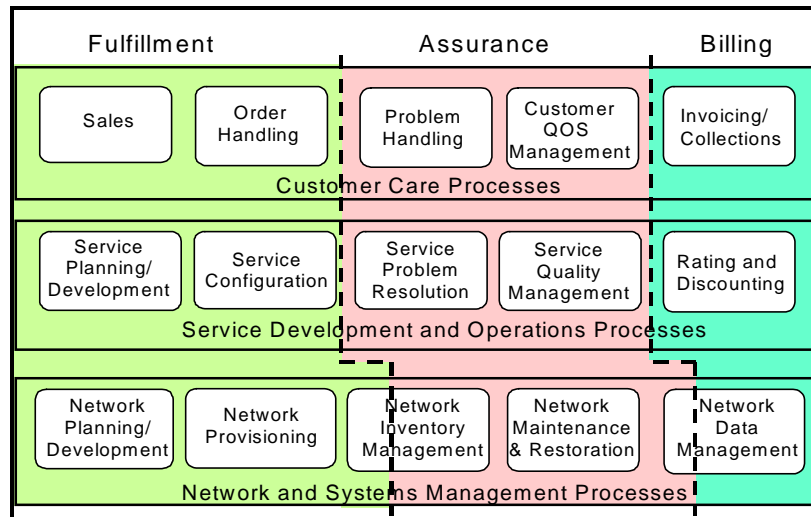 Fulfillment Assurance Billing
Sales
Order
Handling
Problem
Handling
Customer
QOS
Management
Invoicing/
Collections
Customer Care Processes
Service
Planning/
Development
Service
Configuration
Service
Problem
Resolution
Service
Quality
Management
Rating and
Discounting
Service Development and Operations Processes
Network
Planning/
Development
Network
Provisioning
Network
Inventory
Management
Network
Maintenance
& Restoration
Network
Data
Management
Network and Systems Management Processes